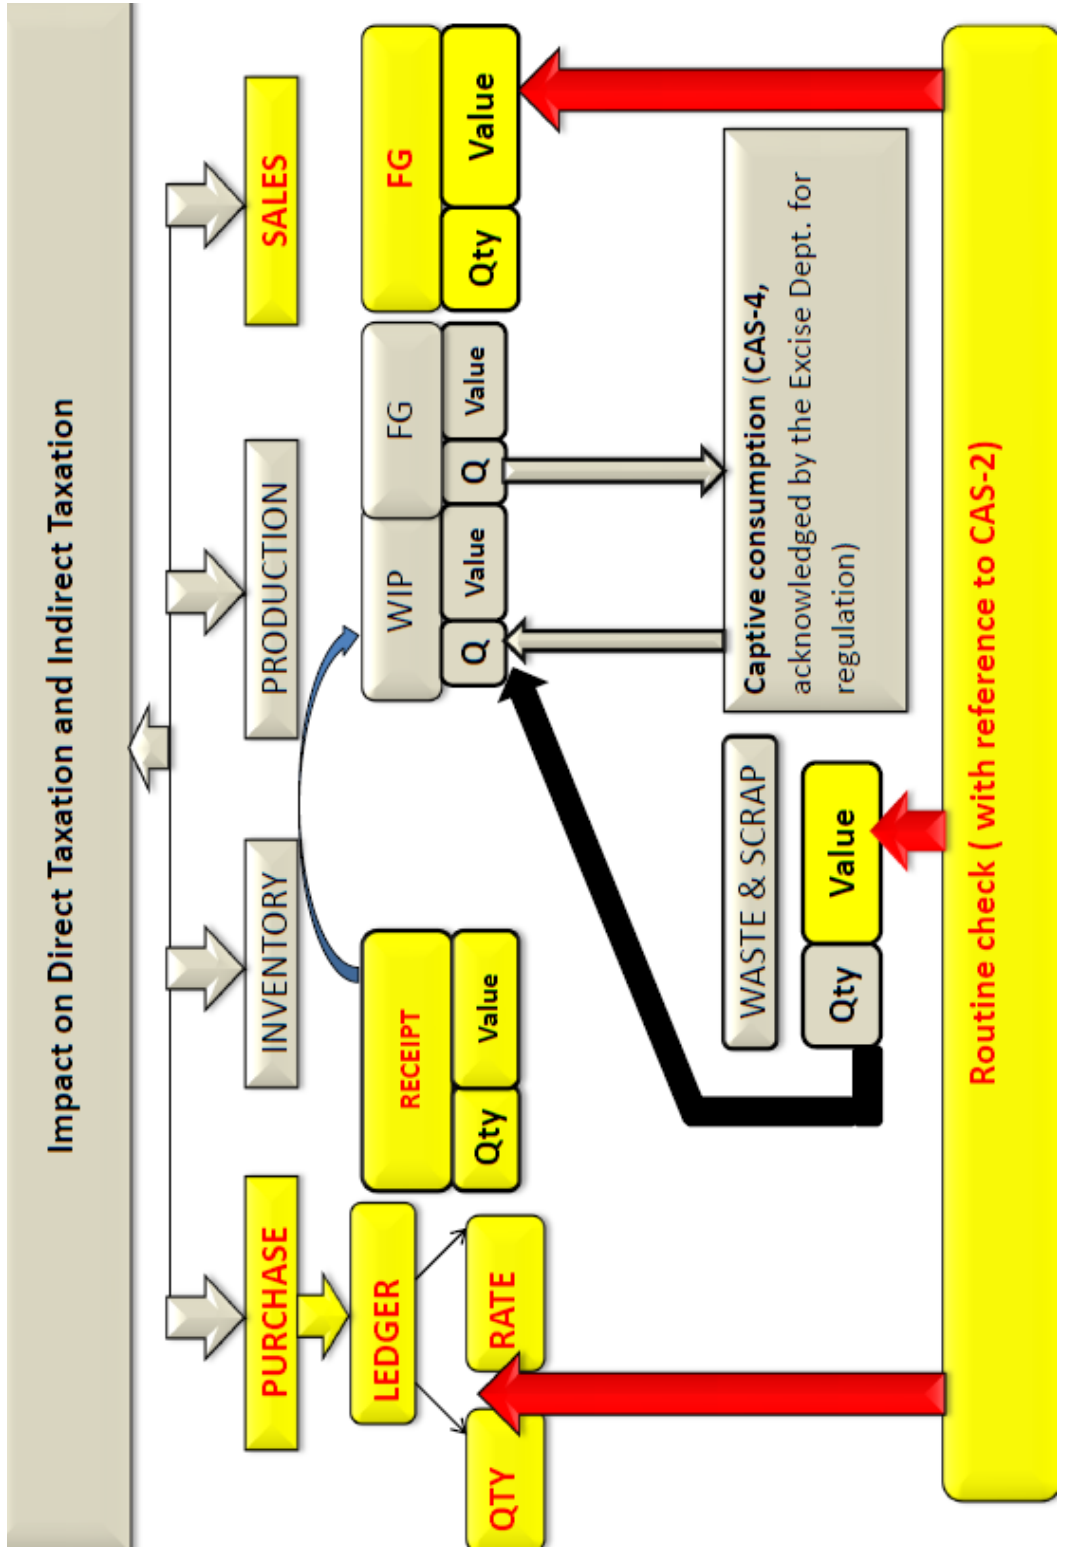 Impact on Direct Taxation and Indirect Taxation
PURCHASE
INVENTORY
PRODUCTION
SALES
LEDGER
QTY
RATE
RECEIPT
Qty
Value
WIP
FG
Q
Value
Q
Value
FG
Qty
Value
WASTE & SCRAP
Qty
Value
Captive consumption (CAS-4,
acknowledged by the Excise Dept. for
regulation)
Routine check ( with reference to CAS-2)